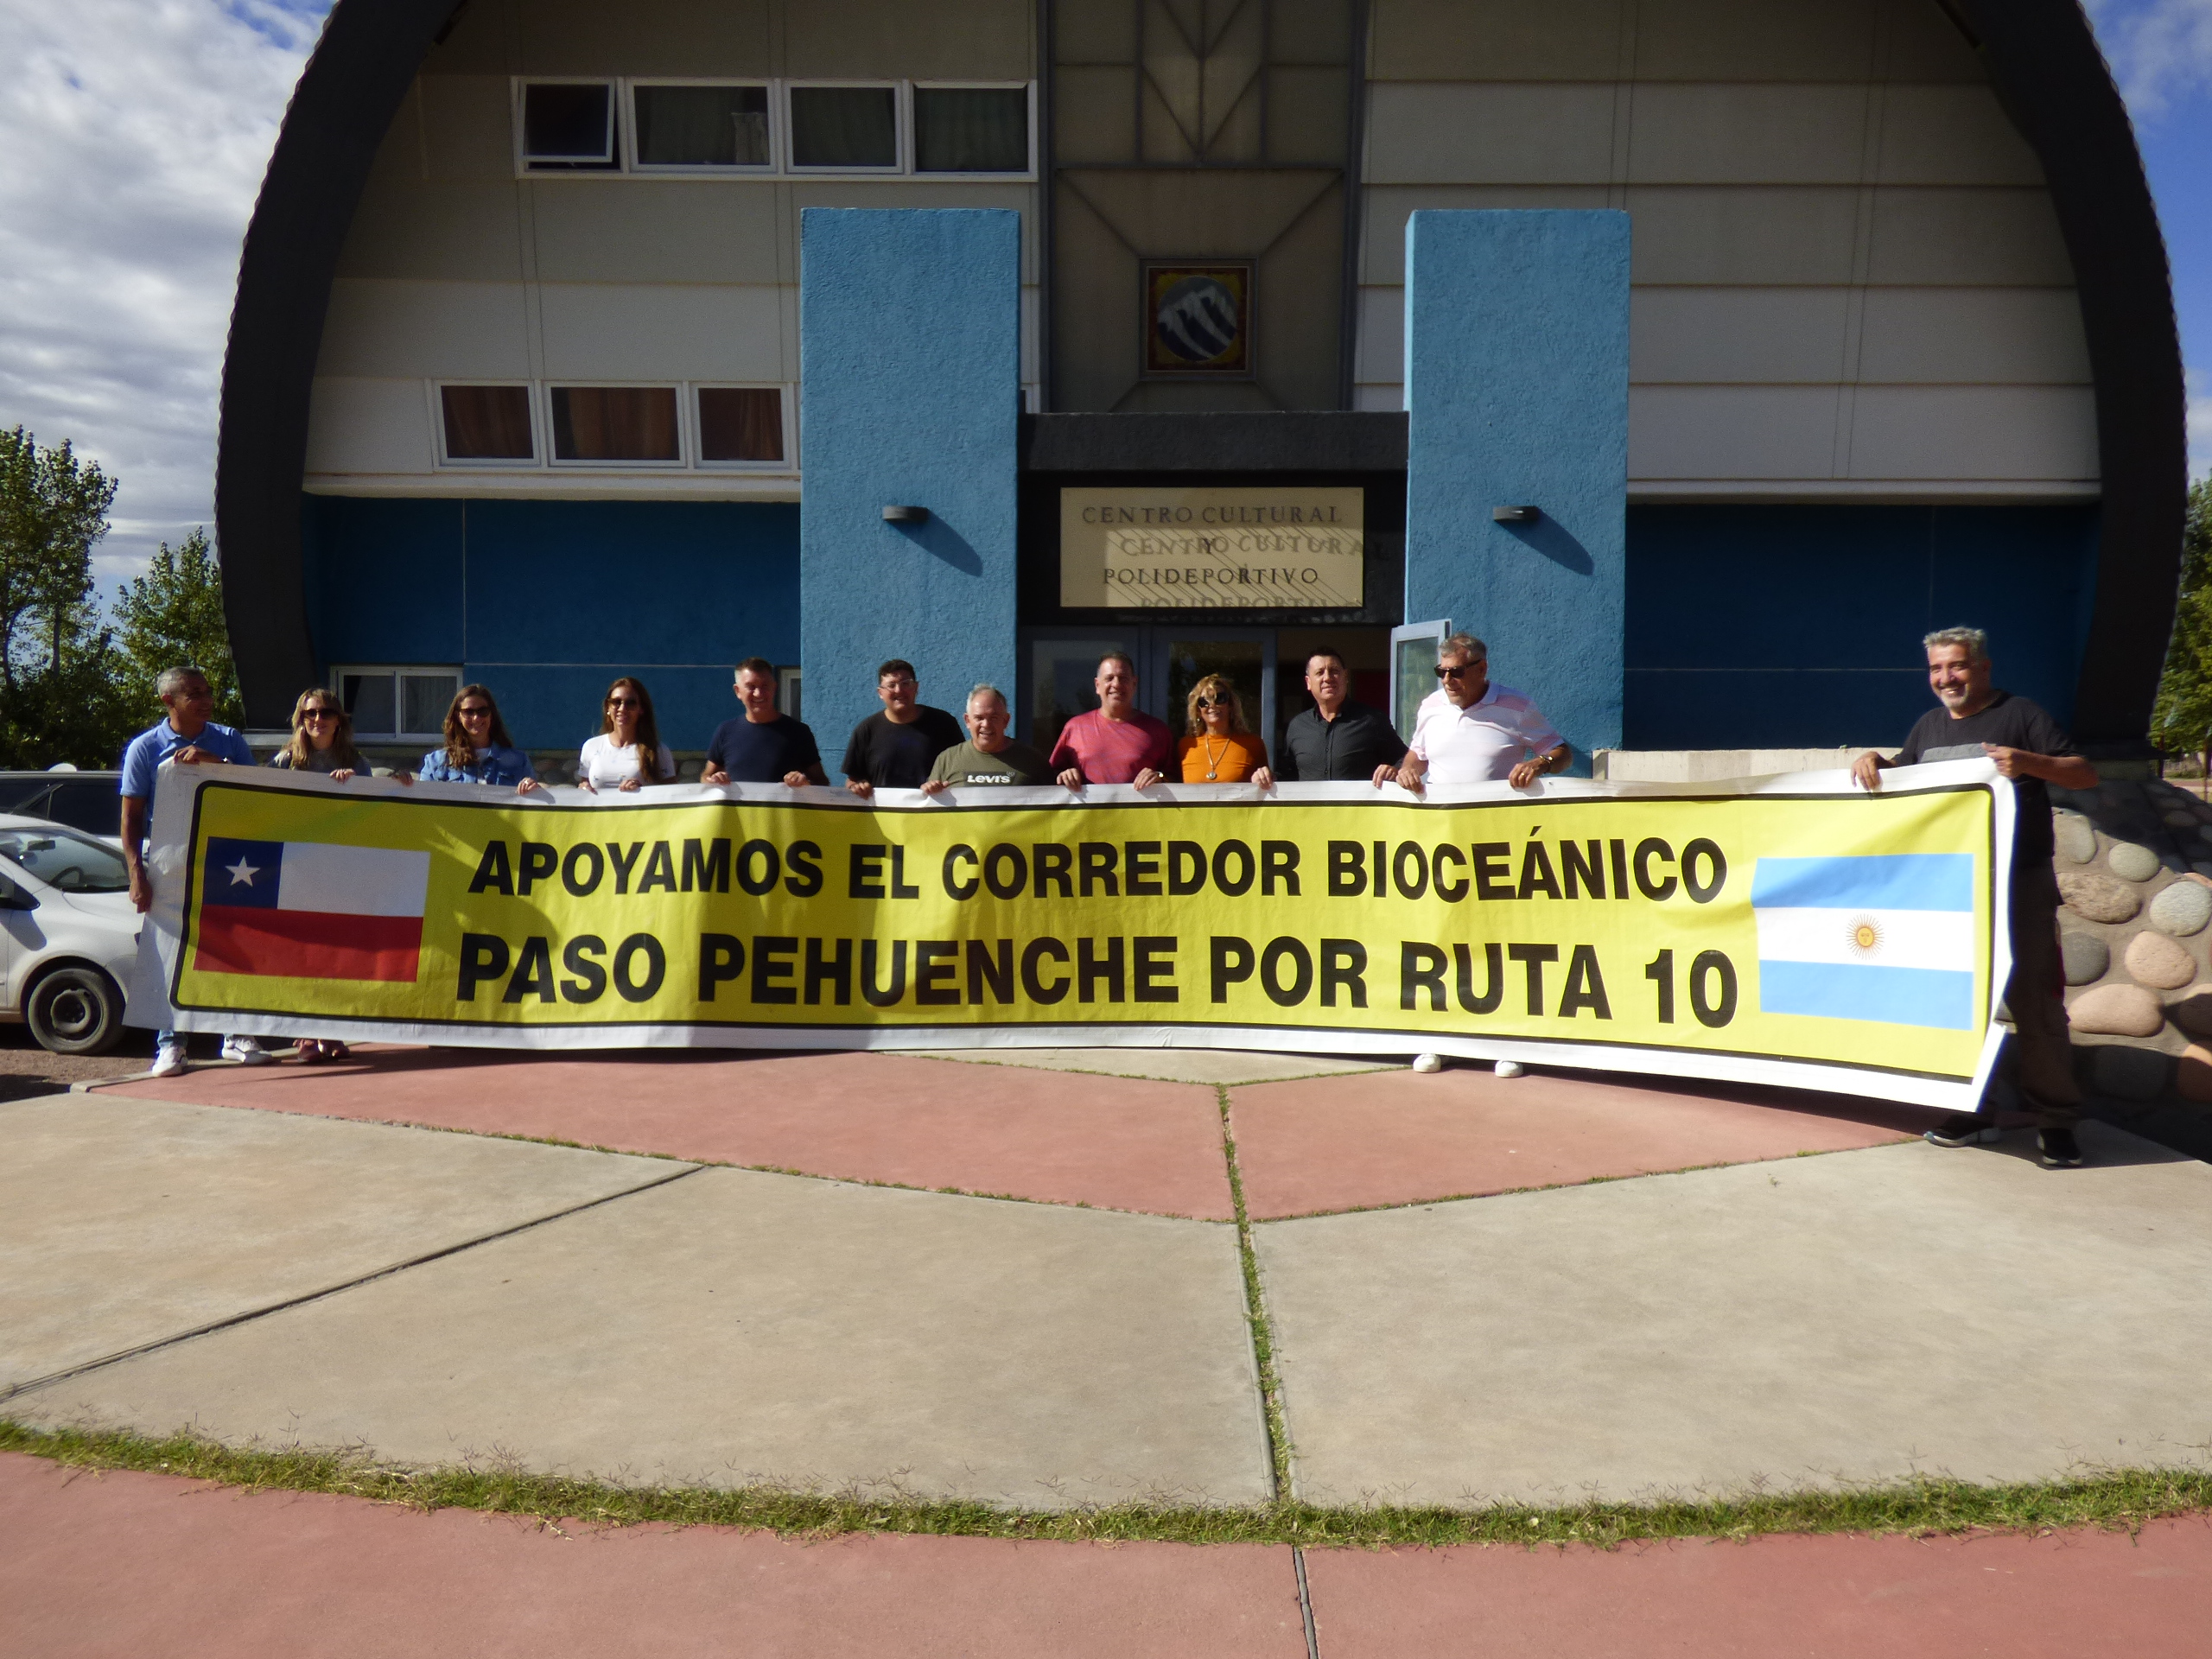 CENTRO CULTURAL
Y
POLIDEPORTIVO
LEVI'S
APOYAMOS EL CORREDOR BIOCEÁNICO
PASO PEHUENCHE POR RUTA 10